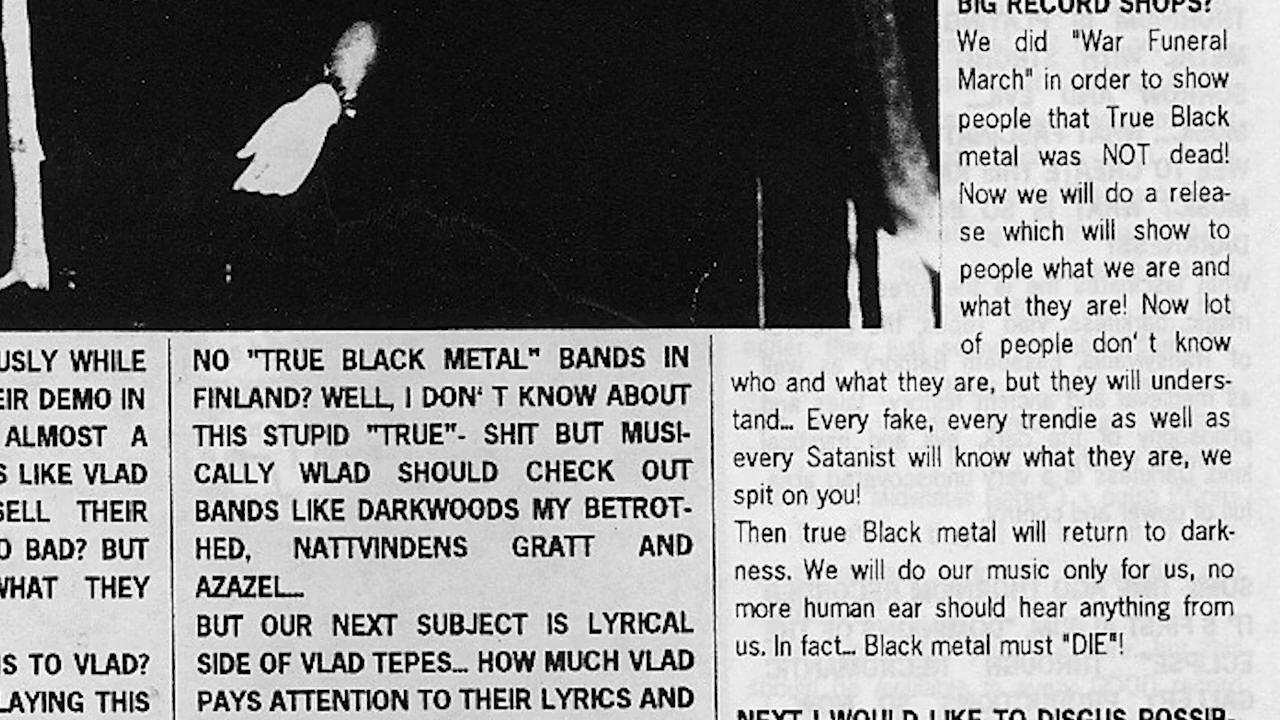 USLY WHILE
EIR DEMO IN
ALMOST A
S LIKE VLAD
SELL THEIR
O BAD? BUT
WHAT THEY
IS TO VLAD?
LAYING THIS
NO "TRUE BLACK METAL" BANDS IN
FINLAND? WELL, I DON' T KNOW ABOUT
THIS STUPID "TRUE"- SHIT BUT MUSI-
CALLY WLAD SHOULD CHECK OUT
BANDS LIKE DARKWOODS MY BETROT-
HED, NATTVINDENS GRATT AND
AZAZEL...
BUT OUR NEXT SUBJECT IS LYRICAL
SIDE OF VLAD TEPES... HOW MUCH VLAD
PAYS ATTENTION TO THEIR LYRICS AND
BIG RECORD SHOPS?
We did "War Funeral
March" in order to show
people that True Black
metal was NOT dead!
Now we will do a relea-
se which will show to
people what we are and
what they are! Now lot
of people don' t know
who and what they are, but they will unders-
tand... Every fake, every trendie as well as
every Satanist will know what they are, we
spit on you!
Then true Black metal will return to dark-
ness. We will do our music only for us, no
more human ear should hear anything from
us. In fact... Black metal must "DIE"!
NEXT I WOULD LIKE TO DISCUS POSSIB-